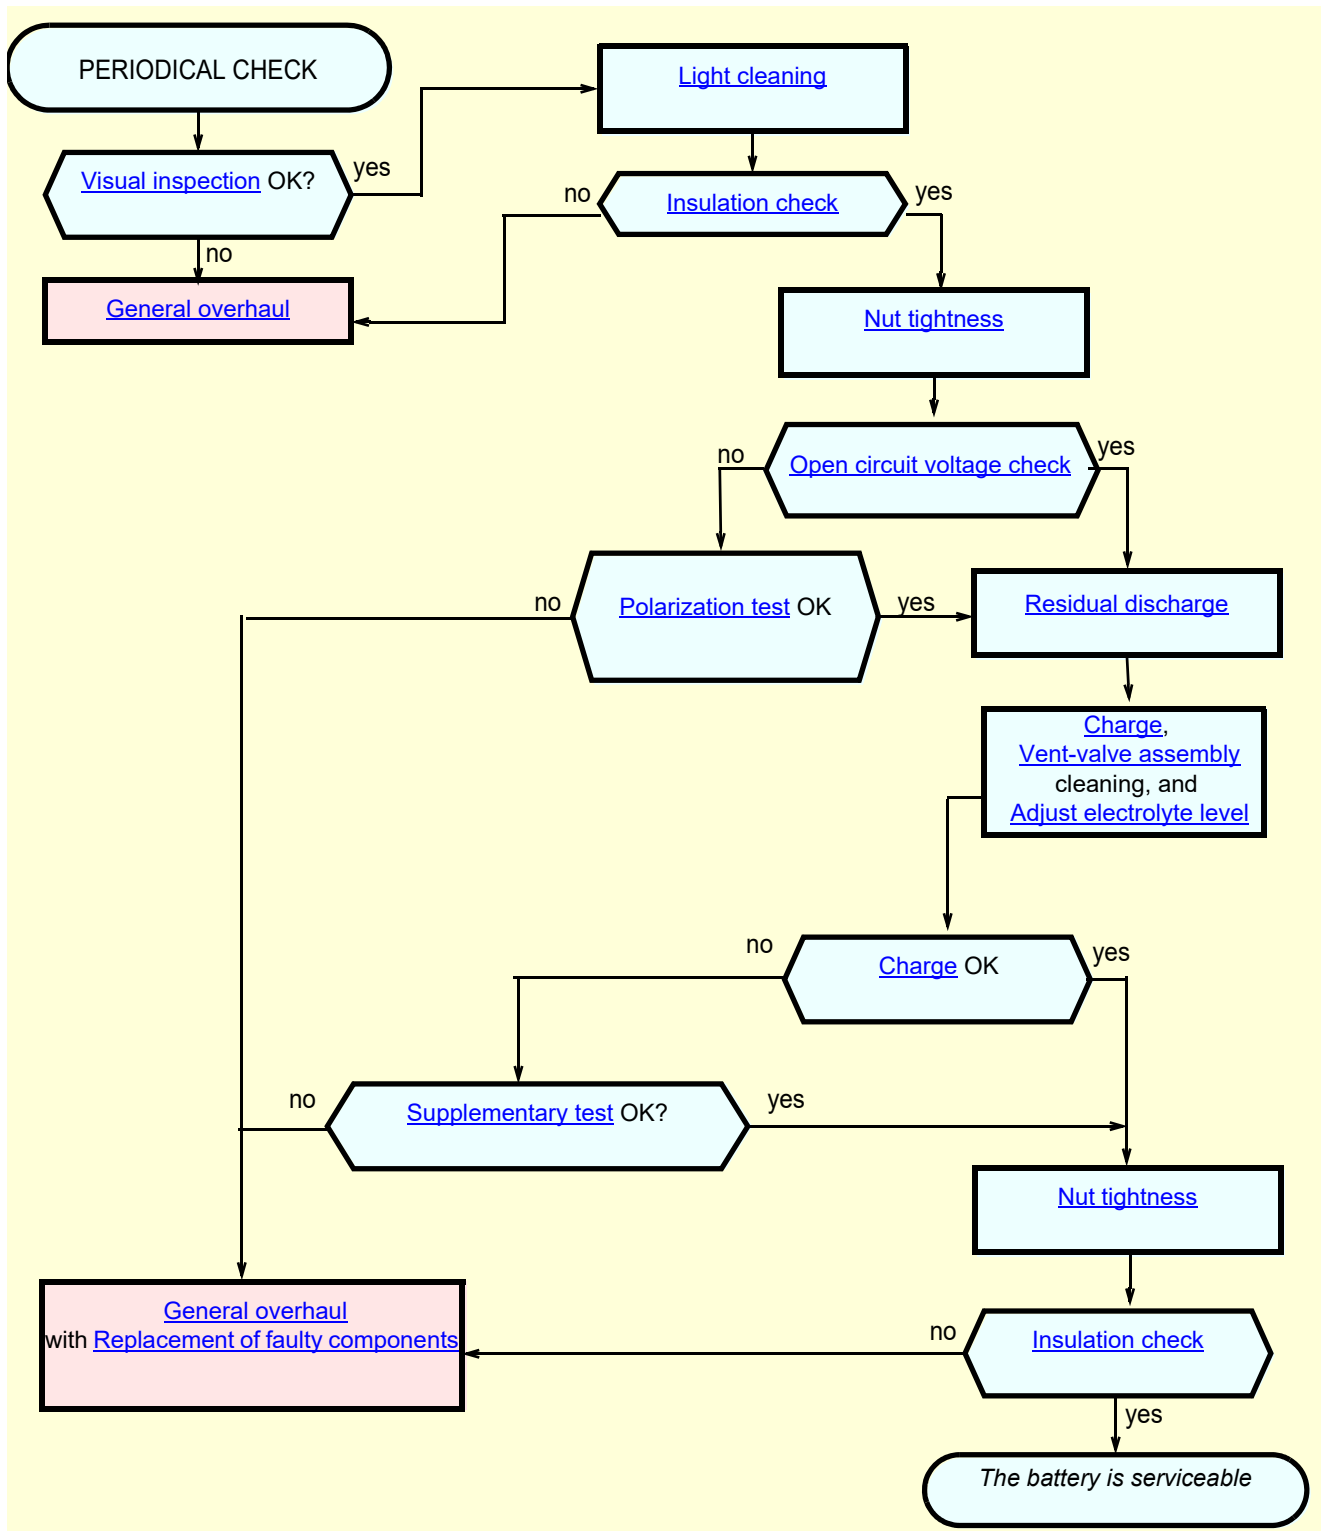 PERIODICAL CHECK
Light cleaning
Visual inspection OK?
yes
no
Insulation check
yes
no
General overhaul
Nut tightness
Open circuit voltage check
no
yes
Polarization test OK
no
yes
Residual discharge
Charge,
Vent-valve assembly
cleaning, and
Adjust electrolyte level
no
Charge OK
yes
no
Supplementary test OK?
yes
Nut tightness
General overhaul
with Replacement of faulty components
no
Insulation check
yes
The battery is serviceable